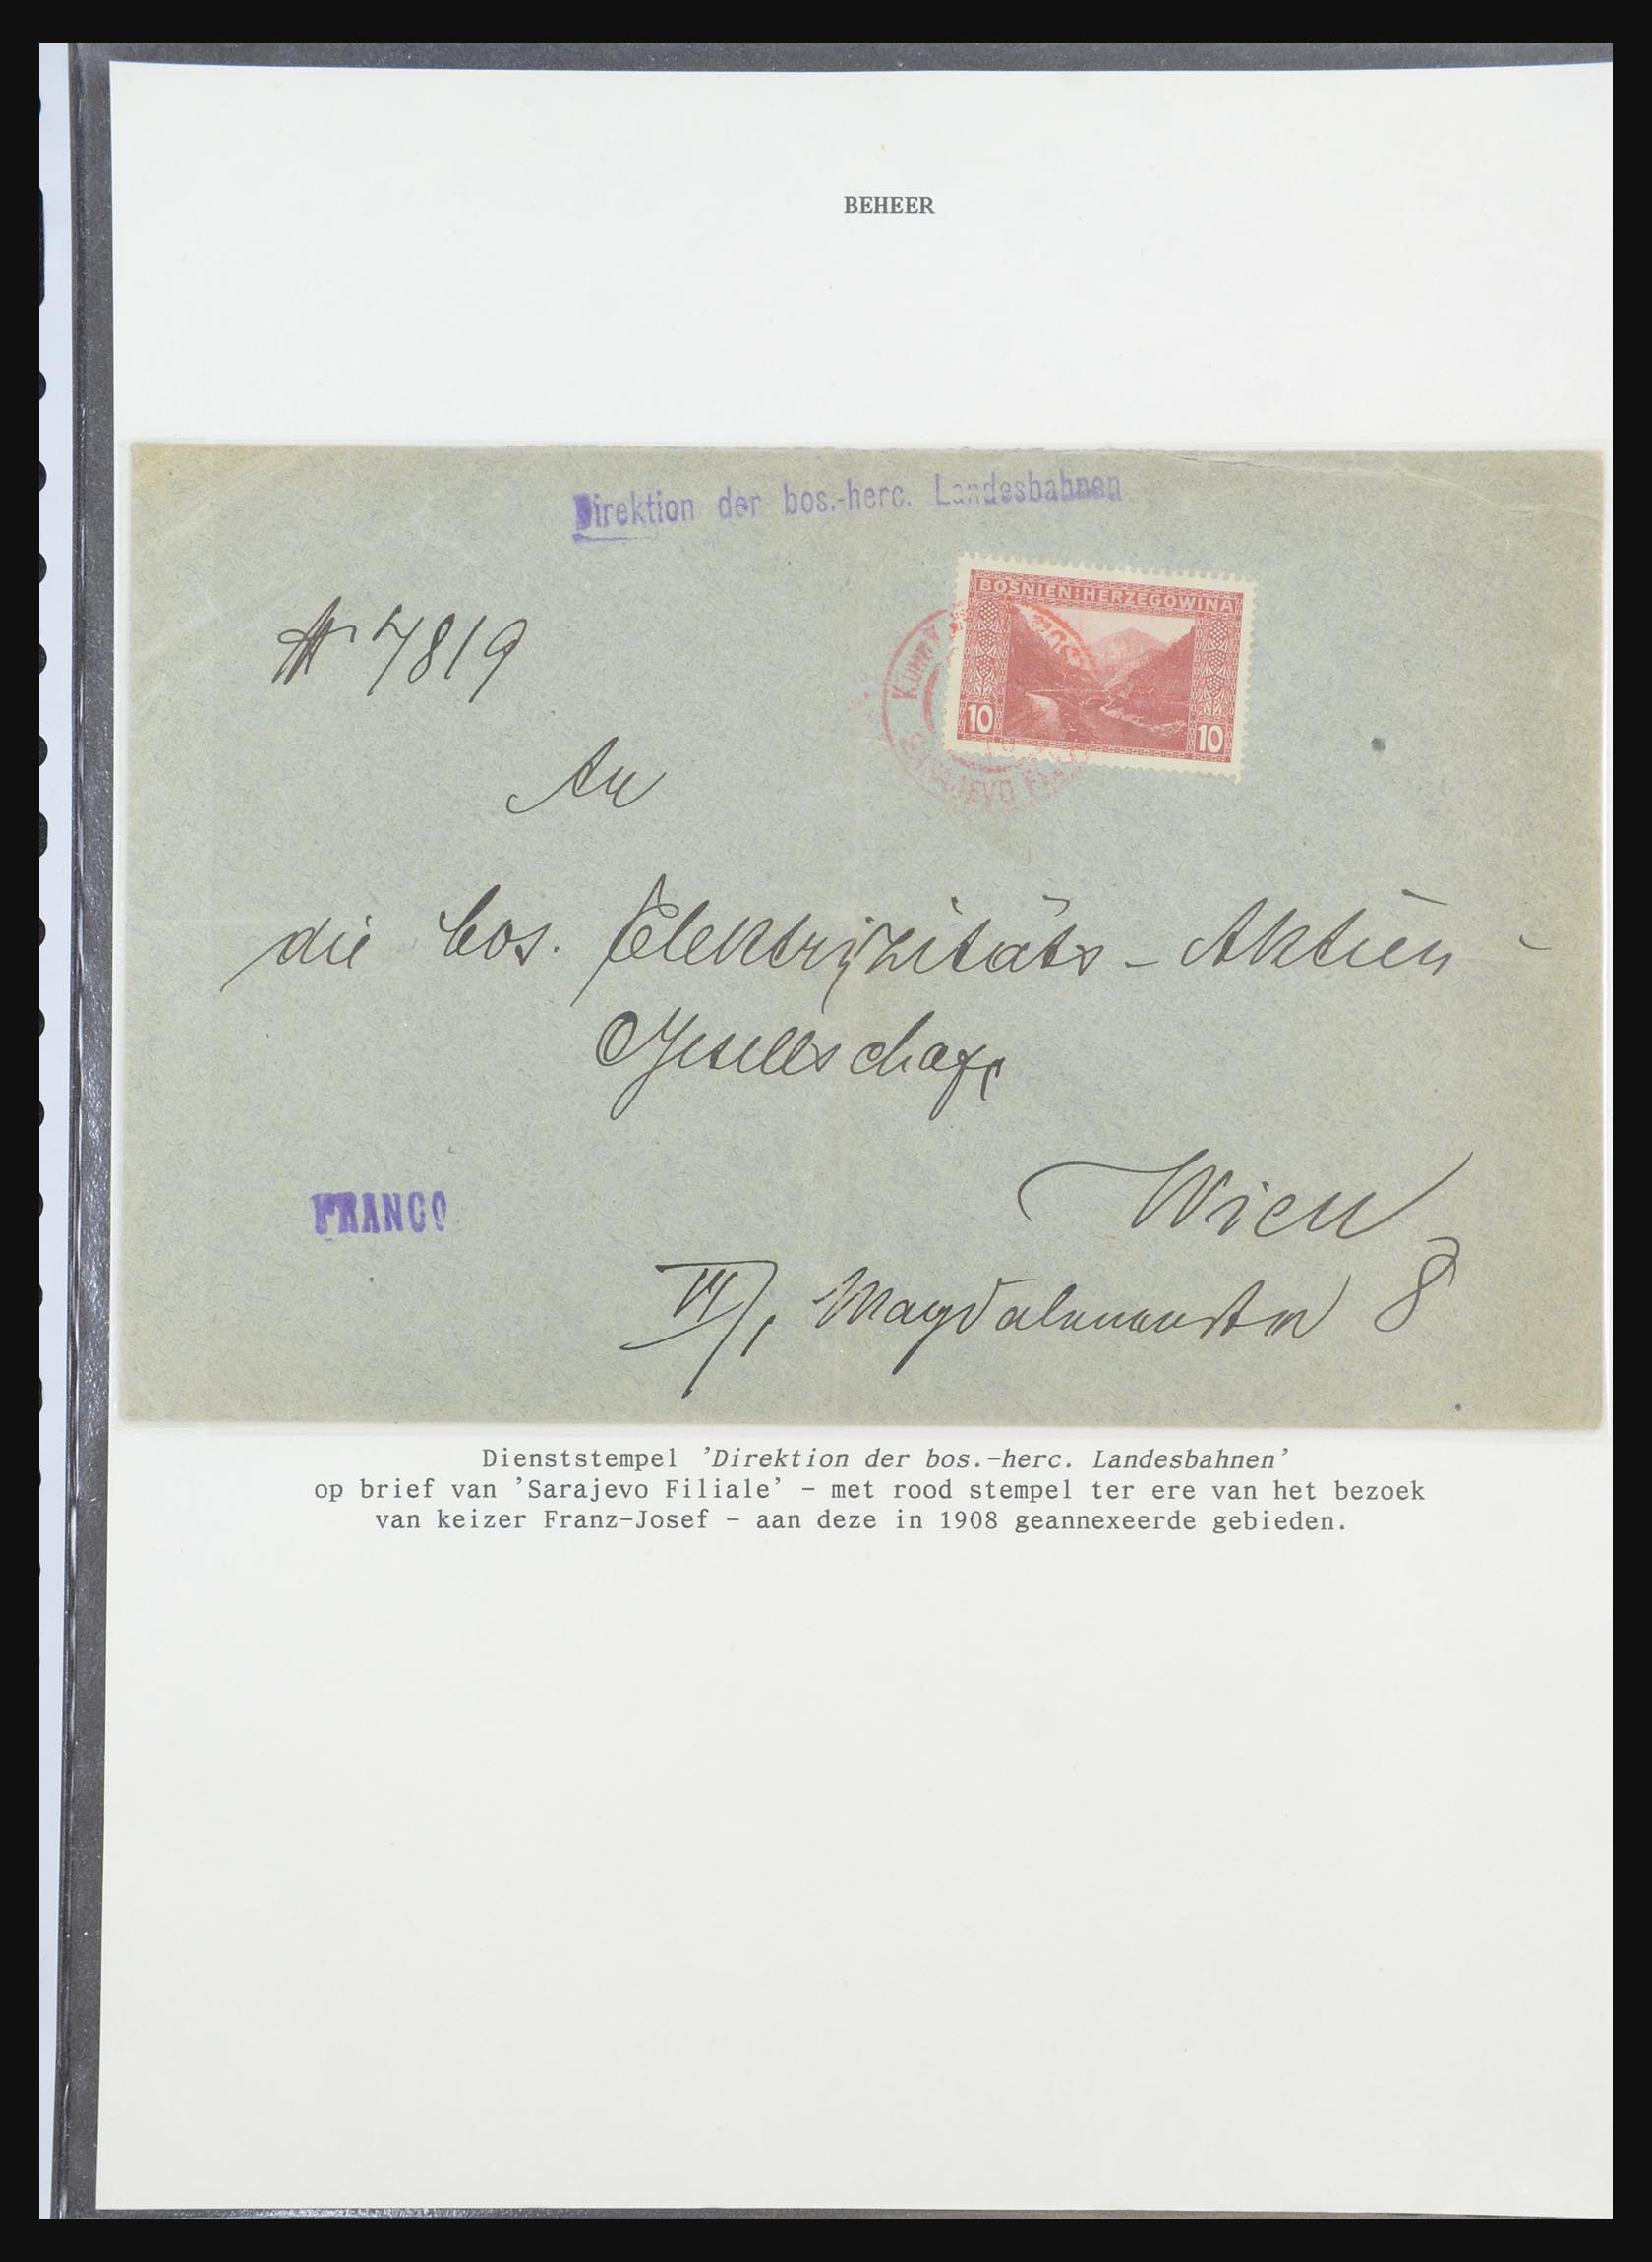 BEHEER
Direktion der bos.-herc. Landesbahnen
BOSNIEN:HERZEGOWINA
10 10
SARAJEVO
7819
An
die bos. Elektrizitäts-Aktien-
Gesellschaft
Wien
FRANCO
VI/, Magdalenenstr 8
Dienststempel ’Direktion der bos.-herc. Landesbahnen’
op brief van ’Sarajevo Filiale’ - met rood stempel ter ere van het bezoek
van keizer Franz-Josef - aan deze in 1908 geannexeerde gebieden.